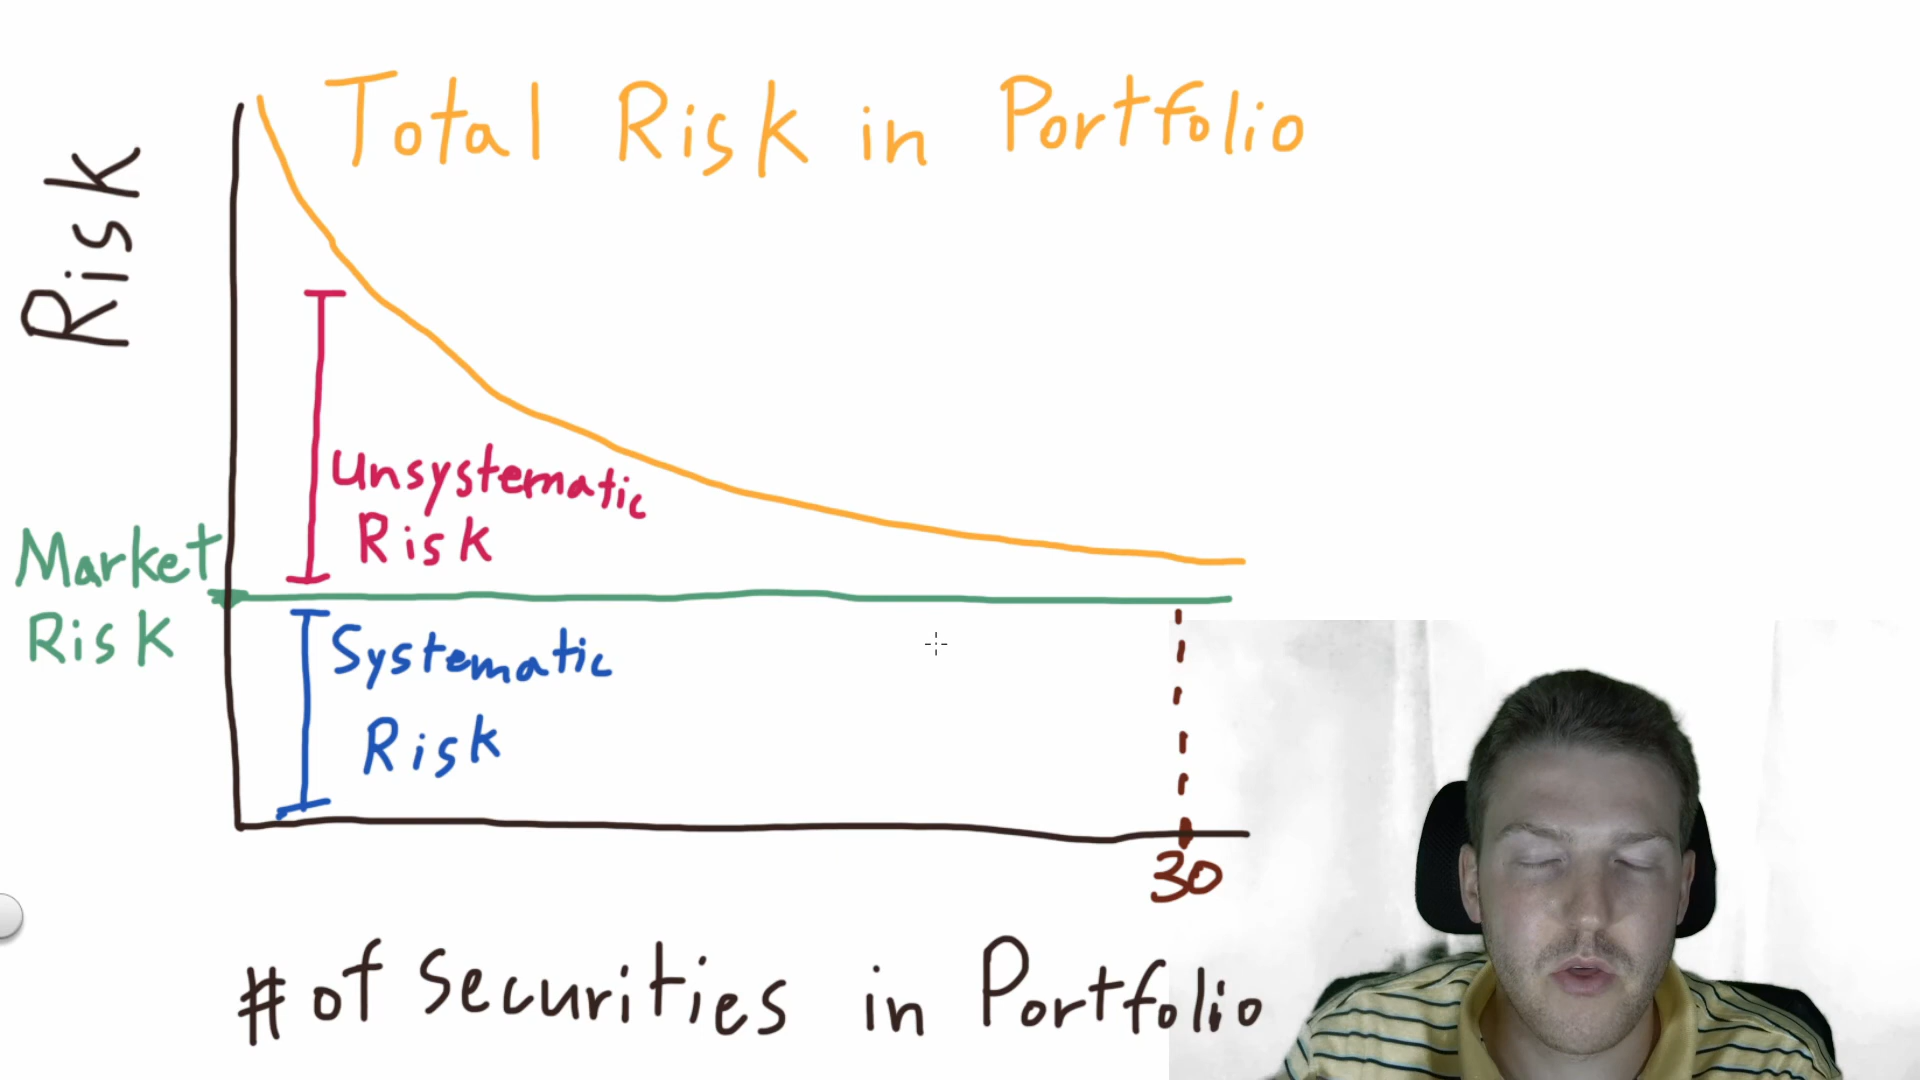 Total Risk in Portfolio
Risk
Unsystematic
Risk
Market
Risk
Systematic
Risk
30
# of Securities in Portfolio